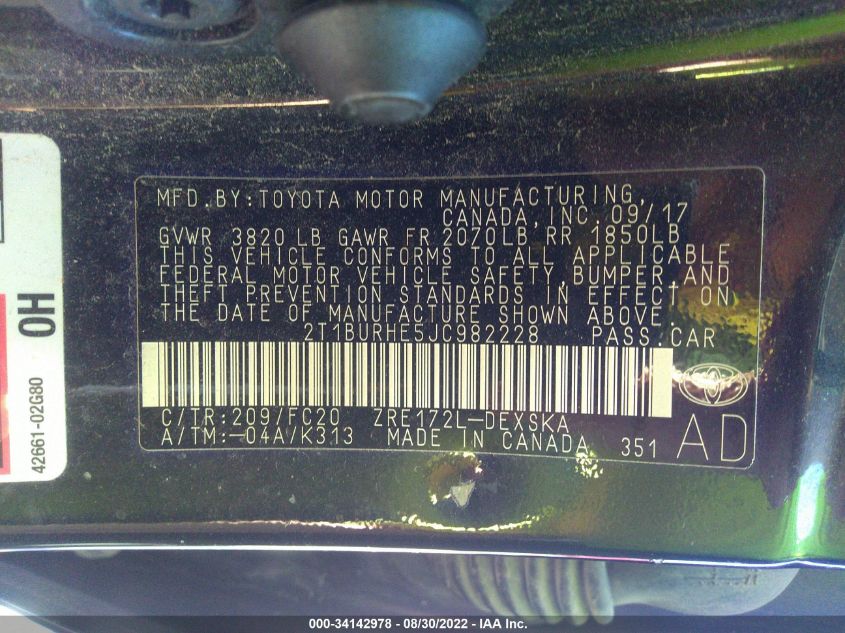 MFD.BY:TOYOTA MOTOR MANUFACTURING,
CANADA,INC.09/17
GVWR 3820 LB GAWR FR 2070LB,RR 1850LB
THIS VEHICLE CONFORMS TO ALL APPLICABLE
FEDERAL MOTOR VEHICLE SAFETY,BUMPER,AND
THEFT PREVENTION STANDARDS IN EFFECT ON
THE DATE OF MANUFACTURE SHOWN ABOVE.
2T1BURHE5JC982228 PASS.CAR
C/TR:209/FC20 ZRE172L-DEXSKA
A/TM:-04A/K313 MADE IN CANADA 351 AD
OH
42661-02G80
000-34142978 - 08/30/2022 - IAA Inc.